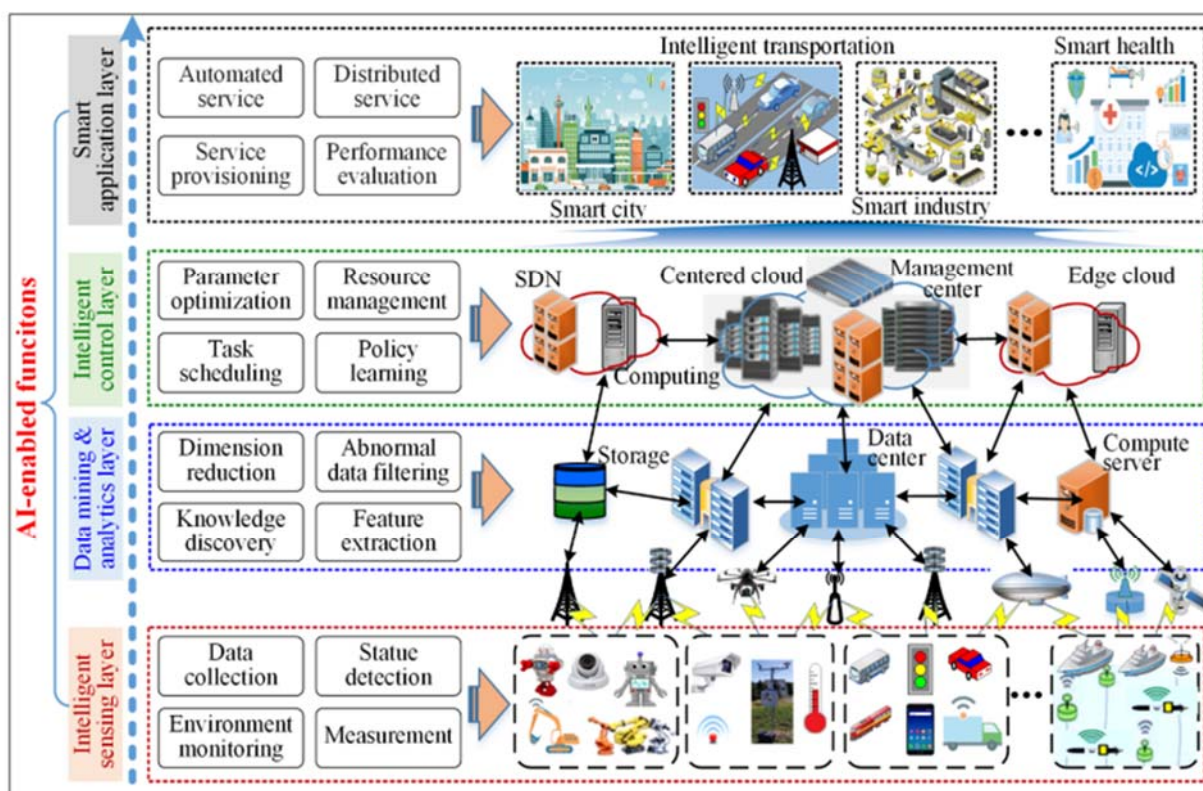 AI-enabled funcitons
Smart
application layer
Automated
service
Distributed
service
Service
provisioning
Performance
evaluation
Intelligent transportation
Smart health
Smart city
Smart industry
Intelligent
control layer
Parameter
optimization
Resource
management
Task
scheduling
Policy
learning
SDN
Centered cloud
Management
center
Edge cloud
Computing
Data mining &
analytics layer
Dimension
reduction
Abnormal
data filtering
Knowledge
discovery
Feature
extraction
Storage
Data
center
Compute
server
Intelligent
sensing layer
Data
collection
Statue
detection
Environment
monitoring
Measurement